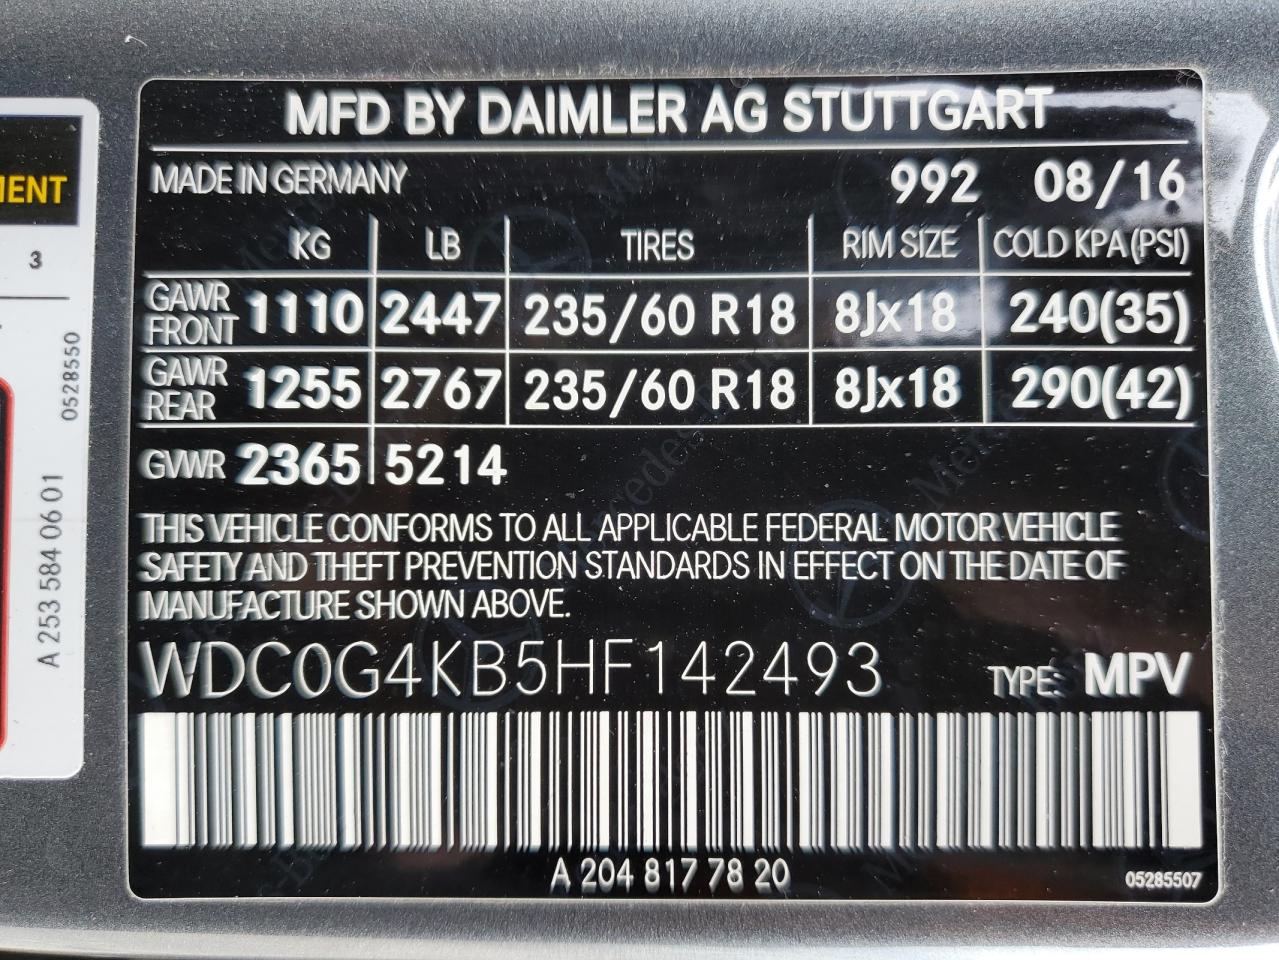 MFD BY DAIMLER AG STUTTGART
MADE IN GERMANY 992 08/16
KG LB TIRES RIM SIZE COLD KPA (PSI)
GAWR FRONT 1110 2447 235/60 R18 8Jx18 240(35)
GAWR REAR 1255 2767 235/60 R18 8Jx18 290(42)
GVWR 2365 5214
THIS VEHICLE CONFORMS TO ALL APPLICABLE FEDERAL MOTOR VEHICLE
SAFETY AND THEFT PREVENTION STANDARDS IN EFFECT ON THE DATE OF
MANUFACTURE SHOWN ABOVE.
WDC0G4KB5HF142493 TYPE: MPV
A 204 817 78 20
05285507
MENT
3
0528550
A 253 584 06 01